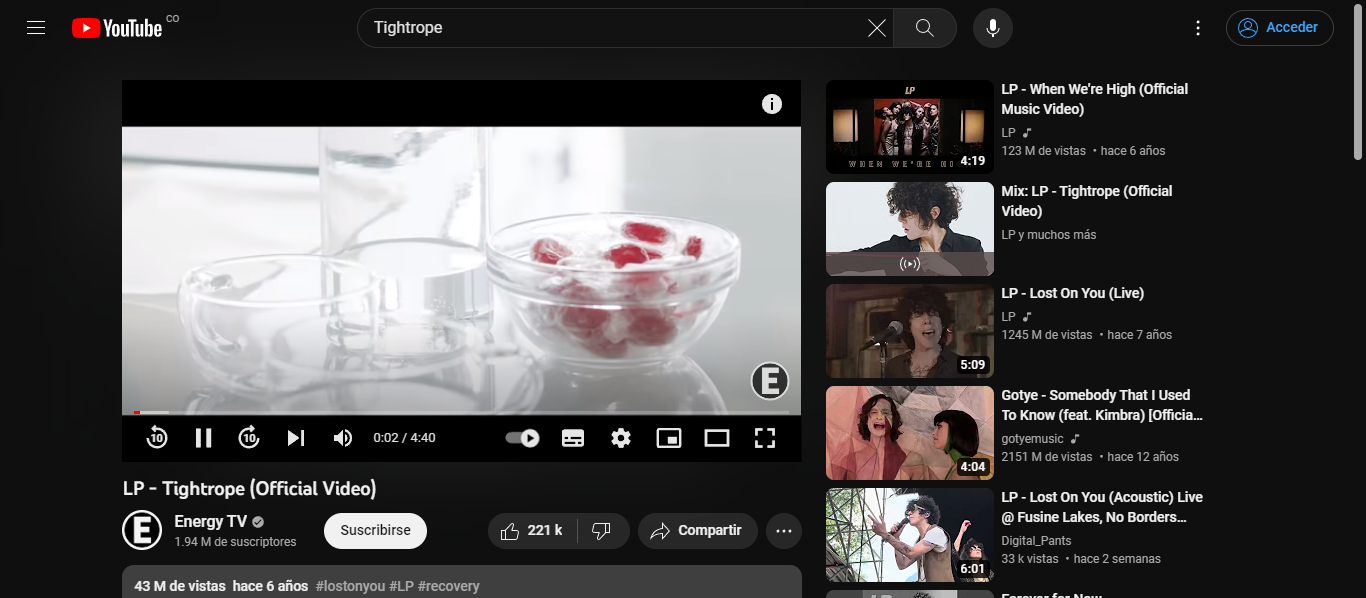 YouTube CO
Tightrope
Acceder
0:02 / 4:40
E
LP - Tightrope (Official Video)
Energy TV
1.94 M de suscriptores
Suscribirse
221 k
Compartir
43 M de vistas hace 6 años #lostonyou #LP #recovery
LP
WHEN WE'RE HI
4:19
LP - When We're High (Official
Music Video)
LP
123 M de vistas • hace 6 años
Mix: LP - Tightrope (Official
Video)
LP y muchos más
5:09
LP - Lost On You (Live)
LP
1245 M de vistas • hace 7 años
4:04
Gotye - Somebody That I Used
To Know (feat. Kimbra) [Officia...
gotyemusic
2151 M de vistas • hace 12 años
6:01
LP - Lost On You (Acoustic) Live
@ Fusine Lakes, No Borders...
Digital_Pants
33 k vistas • hace 2 semanas
Forever for Now